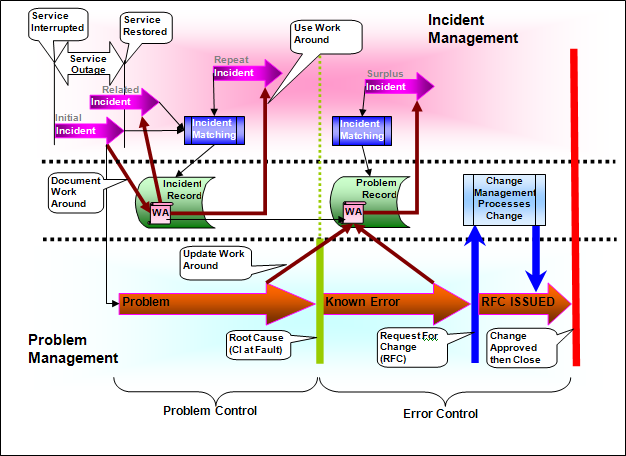 Service
Interrupted
Service
Restored
Use Work
Around
Incident
Management
Service
Outage
Repeat
Incident
Related
Incident
Surplus
Incident
Initial
Incident
Incident
Matching
Incident
Matching
Document
Work
Around
Incident
Record
WA
Problem
Record
WA
Change
Management
Processes
Change
Update Work
Around
Problem
Known Error
RFC ISSUED
Problem
Management
Root Cause
(CI at Fault)
Request For
Change
(RFC)
Change
Approved
then Close
Problem Control
Error Control